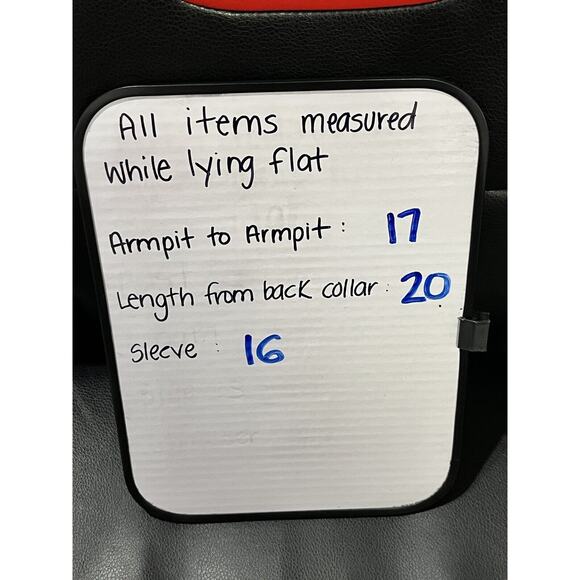 All items measured
while lying flat
Armpit to Armpit : 17
Length from back collar : 20
Sleeve : 16